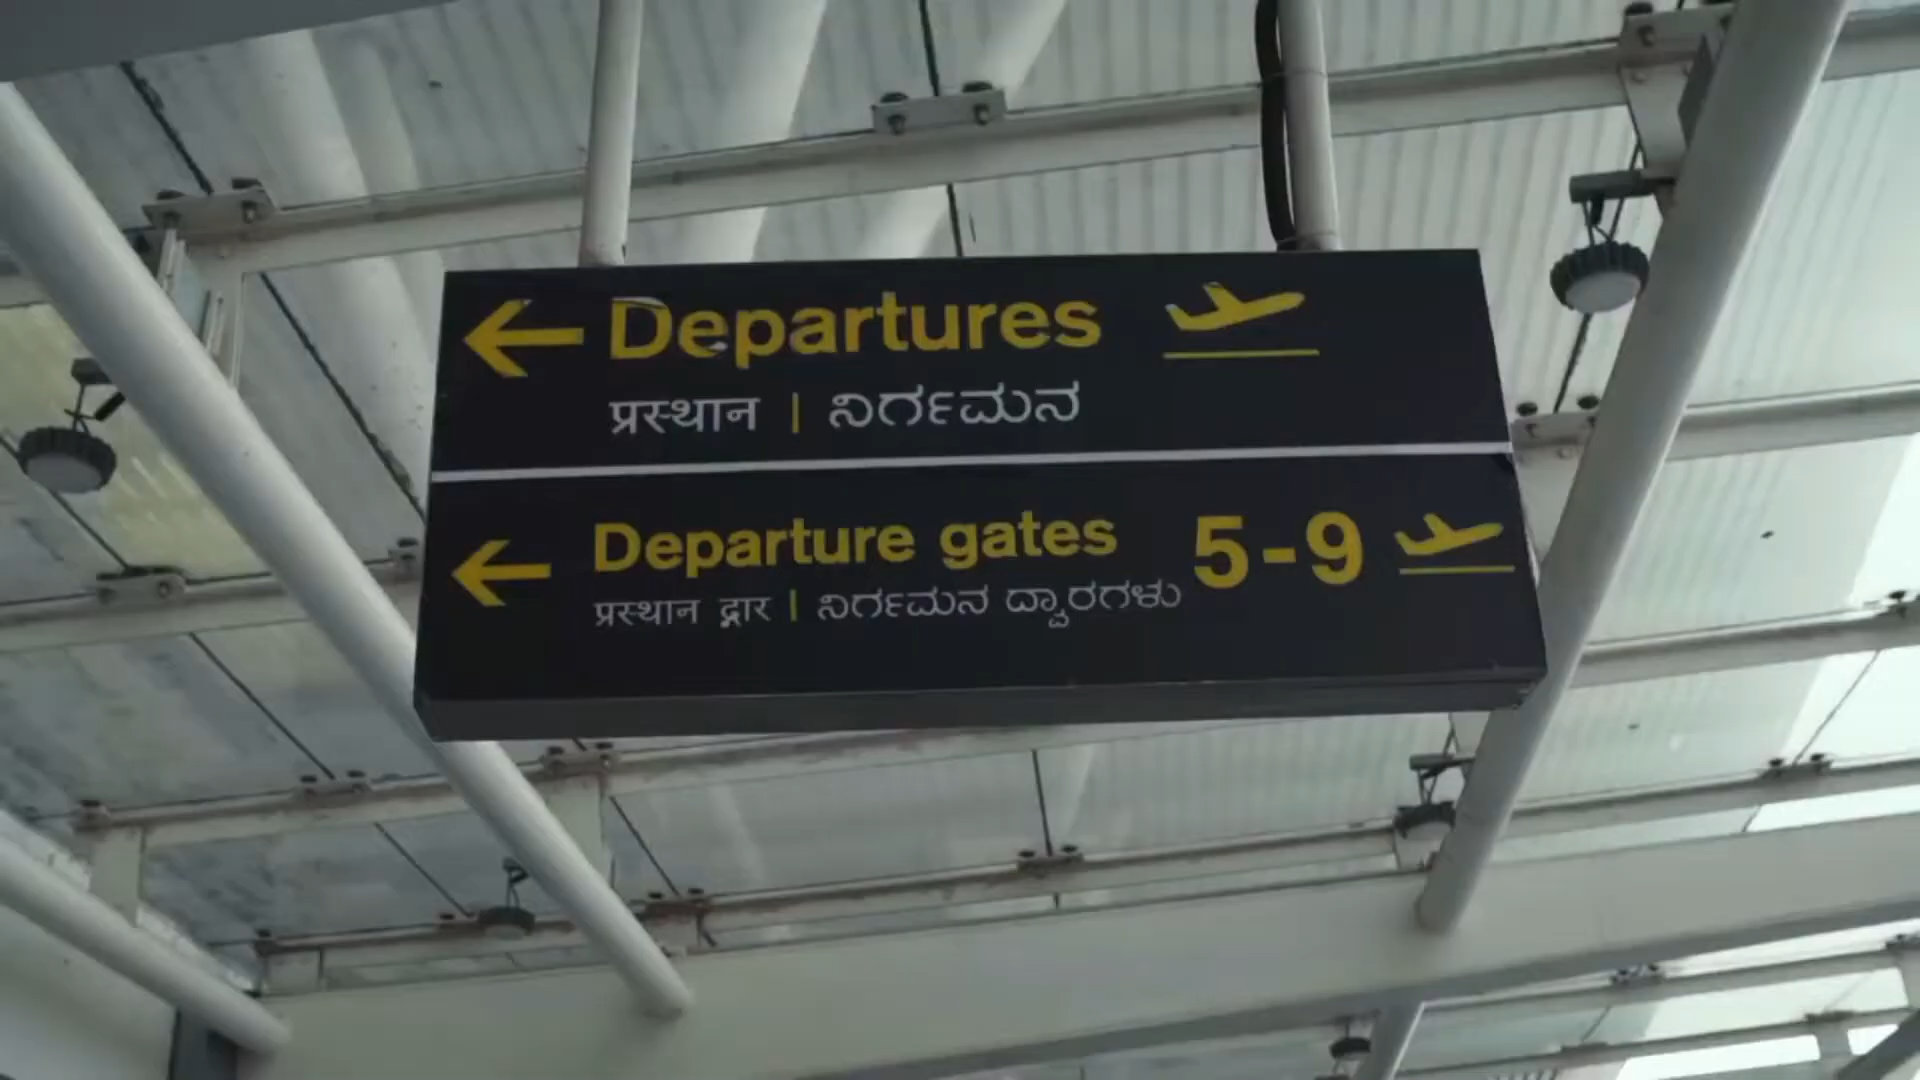 Departures
प्रस्थान | ನಿರ್ಗಮನ
Departure gates 5-9
प्रस्थान द्वार | ನಿರ್ಗಮನ ದ್ವಾರಗಳು